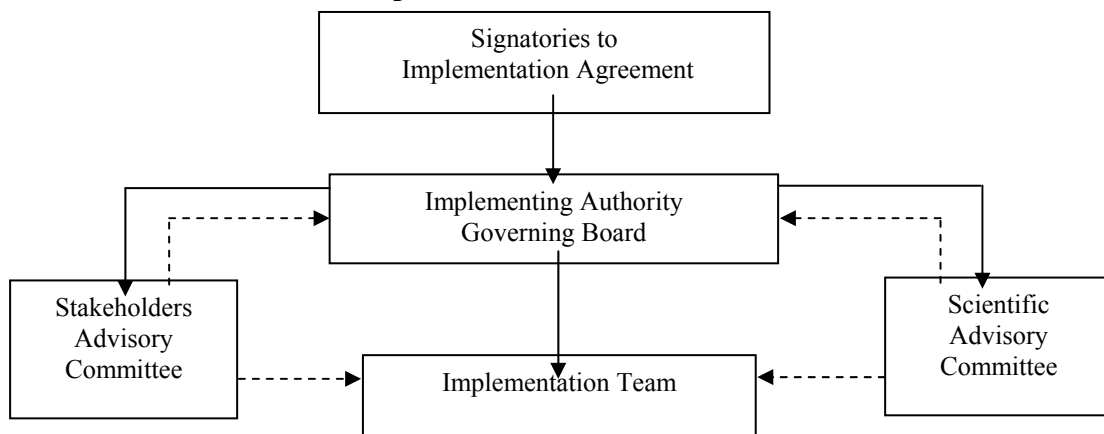 Signatories to
Implementation Agreement
Implementing Authority
Governing Board
Stakeholders
Advisory
Committee
Scientific
Advisory
Committee
Implementation Team